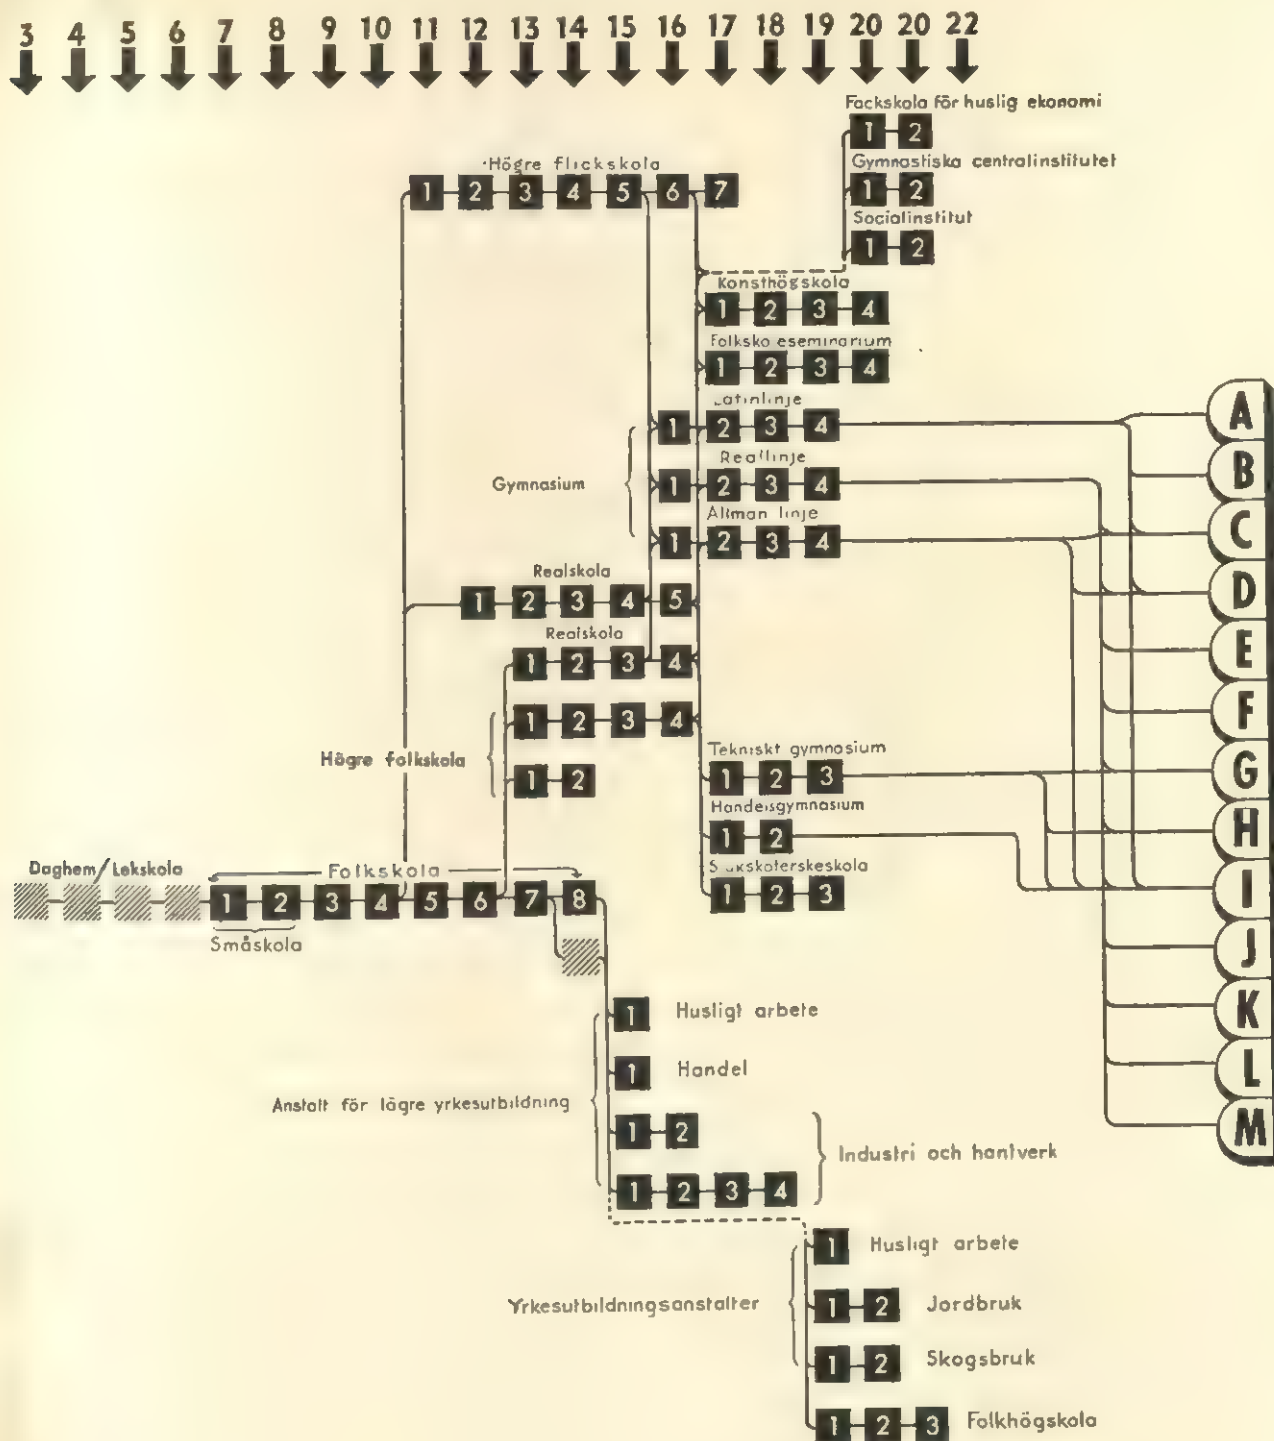 3 4 5 6 7 8 9 10 11 12 13 14 15 16 17 18 19 20 20 22
Fackskola för huslig ekonomi
1 2
Högre flickskola
1 2 3 4 5 6 7
Gymnastiska centralinstitutet
1 2
Socialinstitut
1 2
Konsthögskola
1 2 3 4
Folksko eseminarium
1 2 3 4
Latinlinje
1 2 3 4
Reallinje
Gymnasium
1 2 3 4
Allmän linje
1 2 3 4
Realskola
1 2 3 4 5
Realskola
1 2 3 4
1 2 3 4
Högre folkskola
1 2
Tekniskt gymnasium
1 2 3
Handelsgymnasium
1 2
Sjuksköterskeskola
1 2 3
Daghem/Lekskola
Folkskola
1 2 3 4 5 6 7 8
Småskola
1 Husligt arbete
1 Handel
Anstalt för lägre yrkesutbildning
1 2
Industri och hantverk
1 2 3 4
1 Husligt arbete
Yrkesutbildningsanstalter
1 2 Jordbruk
1 2 Skogsbruk
1 2 3 Folkhögskola
A
B
C
D
E
F
G
H
I
J
K
L
M